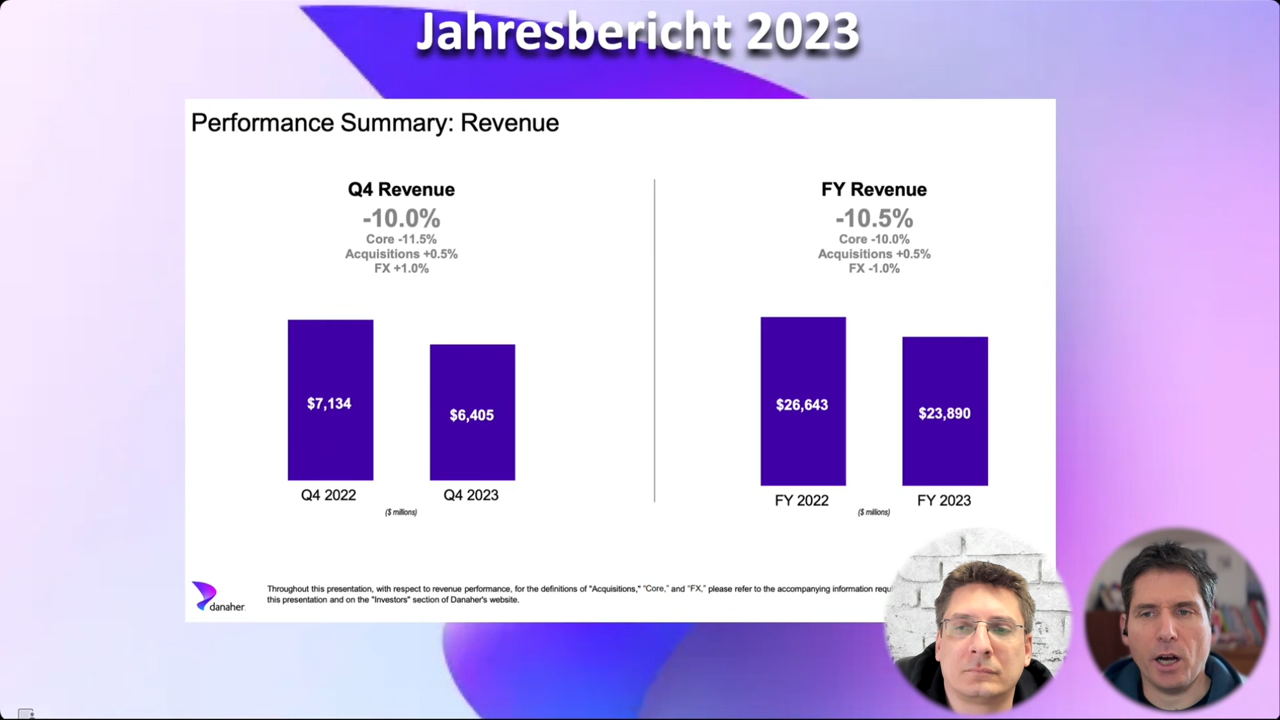 Jahresbericht 2023
Performance Summary: Revenue
Q4 Revenue
-10.0%
Core -11.5%
Acquisitions +0.5%
FX +1.0%
$7,134
$6,405
Q4 2022
Q4 2023
($ millions)
FY Revenue
-10.5%
Core -10.0%
Acquisitions +0.5%
FX -1.0%
$26,643
$23,890
FY 2022
FY 2023
($ millions)
danaher
Throughout this presentation, with respect to revenue performance, for the definitions of "Acquisitions," "Core," and "FX," please refer to the accompanying information
this presentation and on the "Investors" section of Danaher's website.